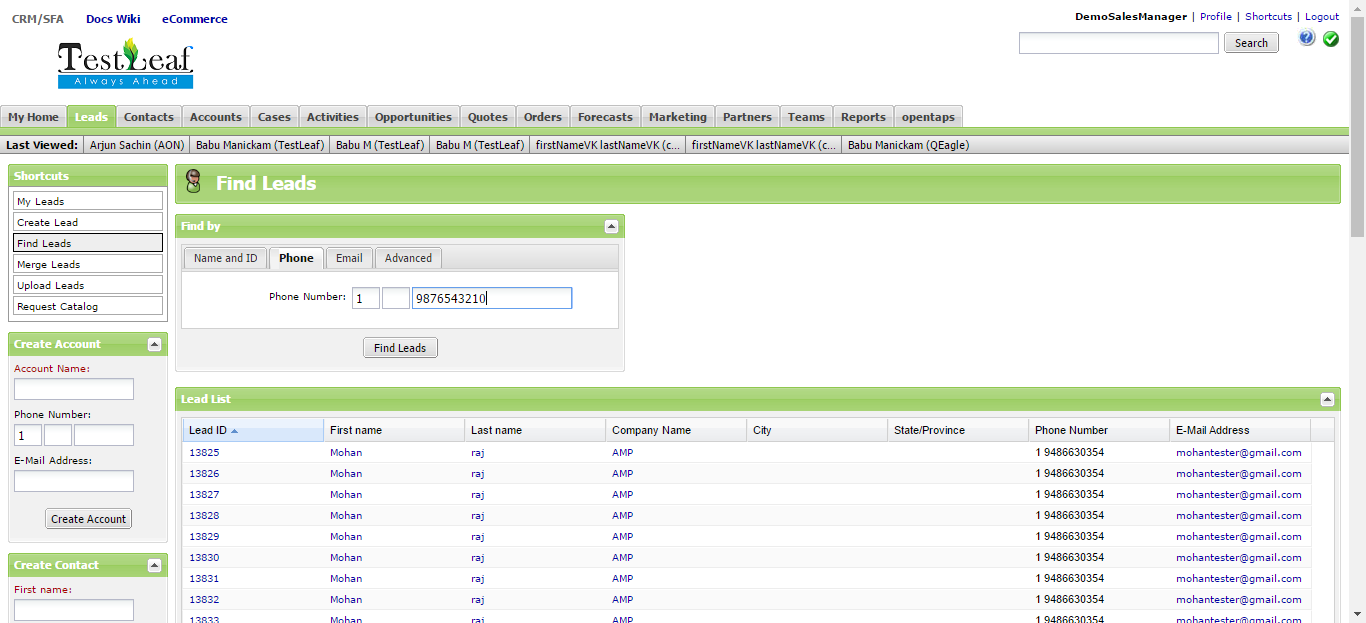 CRM/SFA Docs Wiki eCommerce
DemoSalesManager | Profile | Shortcuts | Logout
TestLeaf
Always Ahead
Search
My Home Leads Contacts Accounts Cases Activities Opportunities Quotes Orders Forecasts Marketing Partners Teams Reports opentaps
Last Viewed: Arjun Sachin (AON) Babu Manickam (TestLeaf) Babu M (TestLeaf) Babu M (TestLeaf) firstNameVK lastNameVK (c... firstNameVK lastNameVK (c... Babu Manickam (QEagle)
Shortcuts
My Leads
Create Lead
Find Leads
Merge Leads
Upload Leads
Request Catalog
Create Account
Account Name:
Phone Number:
1
E-Mail Address:
Create Account
Create Contact
First name:
Find Leads
Find by
Name and ID Phone Email Advanced
Phone Number: 1 9876543210
Find Leads
Lead List
Lead ID First name Last name Company Name City State/Province Phone Number E-Mail Address
13825 Mohan raj AMP 1 9486630354 mohantester@gmail.com
13826 Mohan raj AMP 1 9486630354 mohantester@gmail.com
13827 Mohan raj AMP 1 9486630354 mohantester@gmail.com
13828 Mohan raj AMP 1 9486630354 mohantester@gmail.com
13829 Mohan raj AMP 1 9486630354 mohantester@gmail.com
13830 Mohan raj AMP 1 9486630354 mohantester@gmail.com
13831 Mohan raj AMP 1 9486630354 mohantester@gmail.com
13832 Mohan raj AMP 1 9486630354 mohantester@gmail.com
13833 Mohan raj AMP 1 9486630354 mohantester@gmail.com